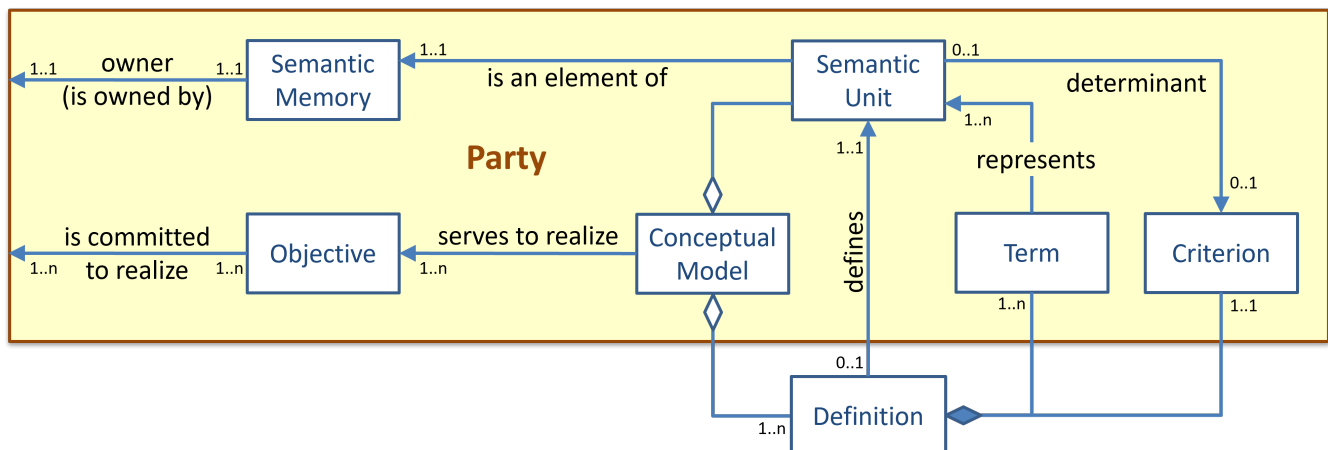 1..1
owner
(is owned by)
1..1
Semantic
Memory
1..1
is an element of
Semantic
Unit
0..1
determinant
1..n
represents
1..1
Party
0..1
is committed
to realize
1..n
1..n
Objective
serves to realize
1..n
Conceptual
Model
defines
Term
Criterion
1..n
1..1
0..1
1..n
Definition